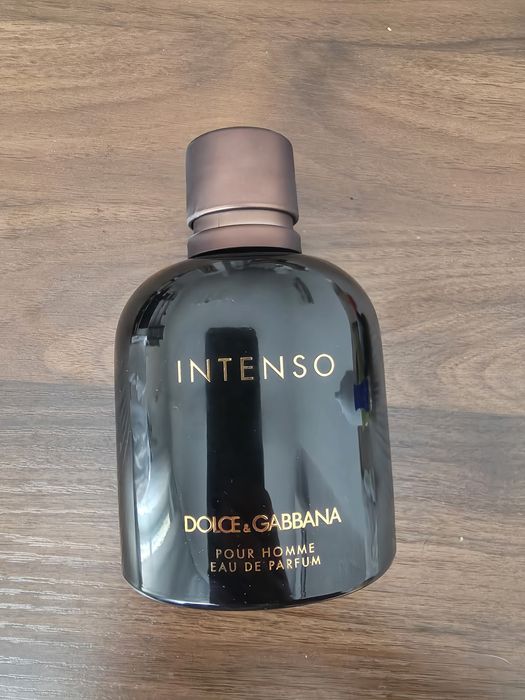 INTENSO
DOLCE & GABBANA
POUR HOMME
EAU DE PARFUM